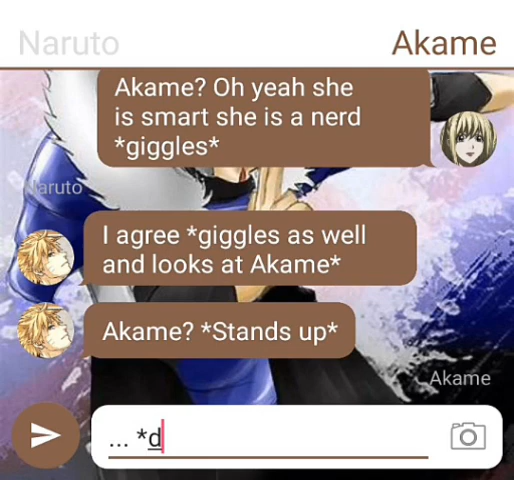 Naruto
Akame
Akame? Oh yeah she
is smart she is a nerd
*giggles*
Naruto
I agree *giggles as well
and looks at Akame*
Akame? *Stands up*
Akame
... *d